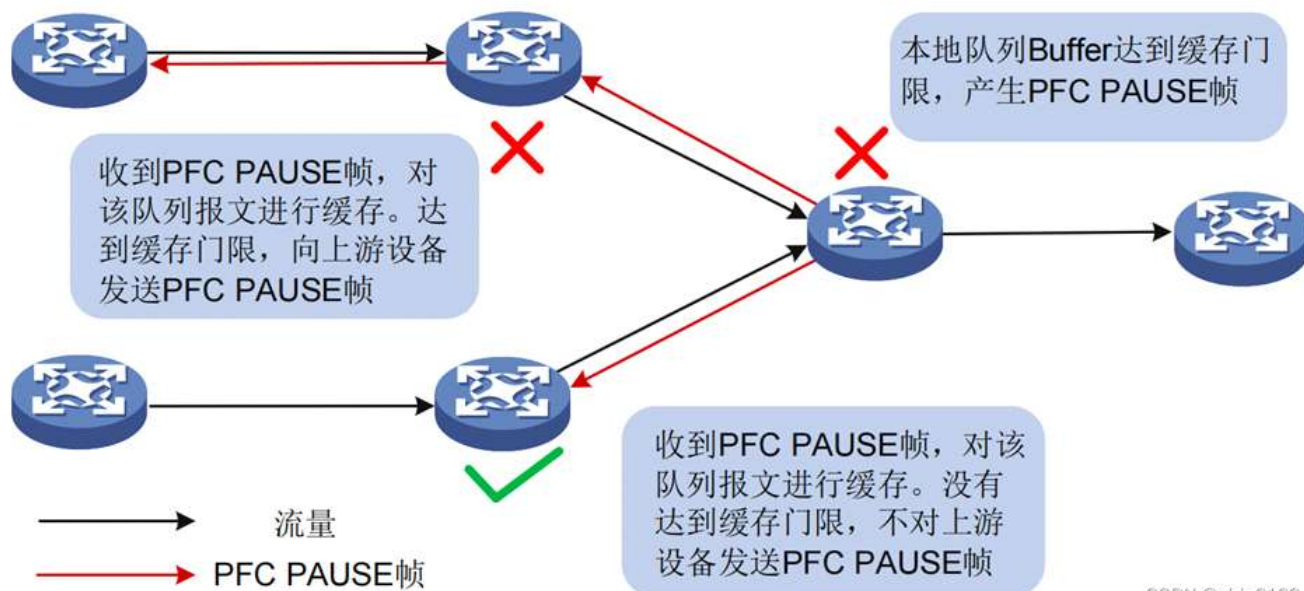 本地队列Buffer达到缓存门
限，产生PFC PAUSE帧
收到PFC PAUSE帧，对
该队列报文进行缓存。达
到缓存门限，向上游设备
发送PFC PAUSE帧
收到PFC PAUSE帧，对该
队列报文进行缓存。没有
达到缓存门限，不对上游
设备发送PFC PAUSE帧
流量
PFC PAUSE帧